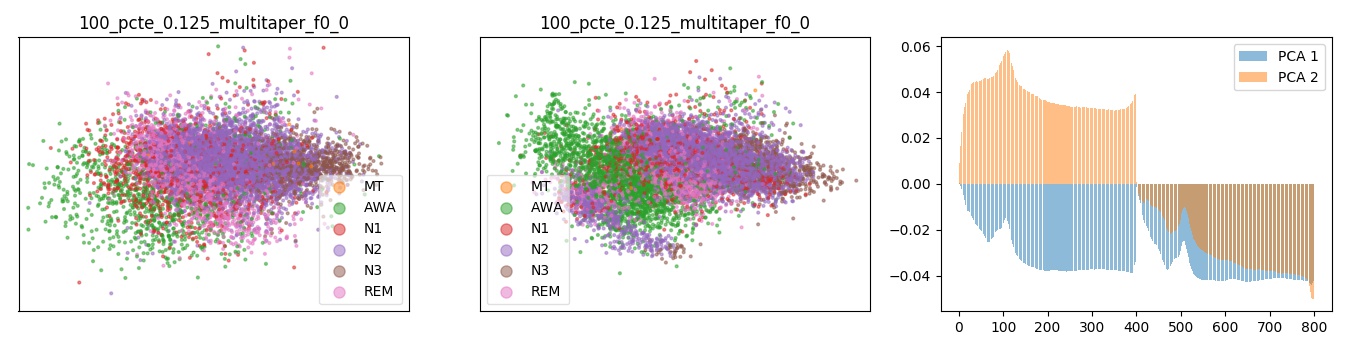 100_pcte_0.125_multitaper_f0_0
MT
AWA
N1
N2
N3
REM
100_pcte_0.125_multitaper_f0_0
MT
AWA
N1
N2
N3
REM
0.06
0.04
0.02
0.00
−0.02
−0.04
PCA 1
PCA 2
0 100 200 300 400 500 600 700 800